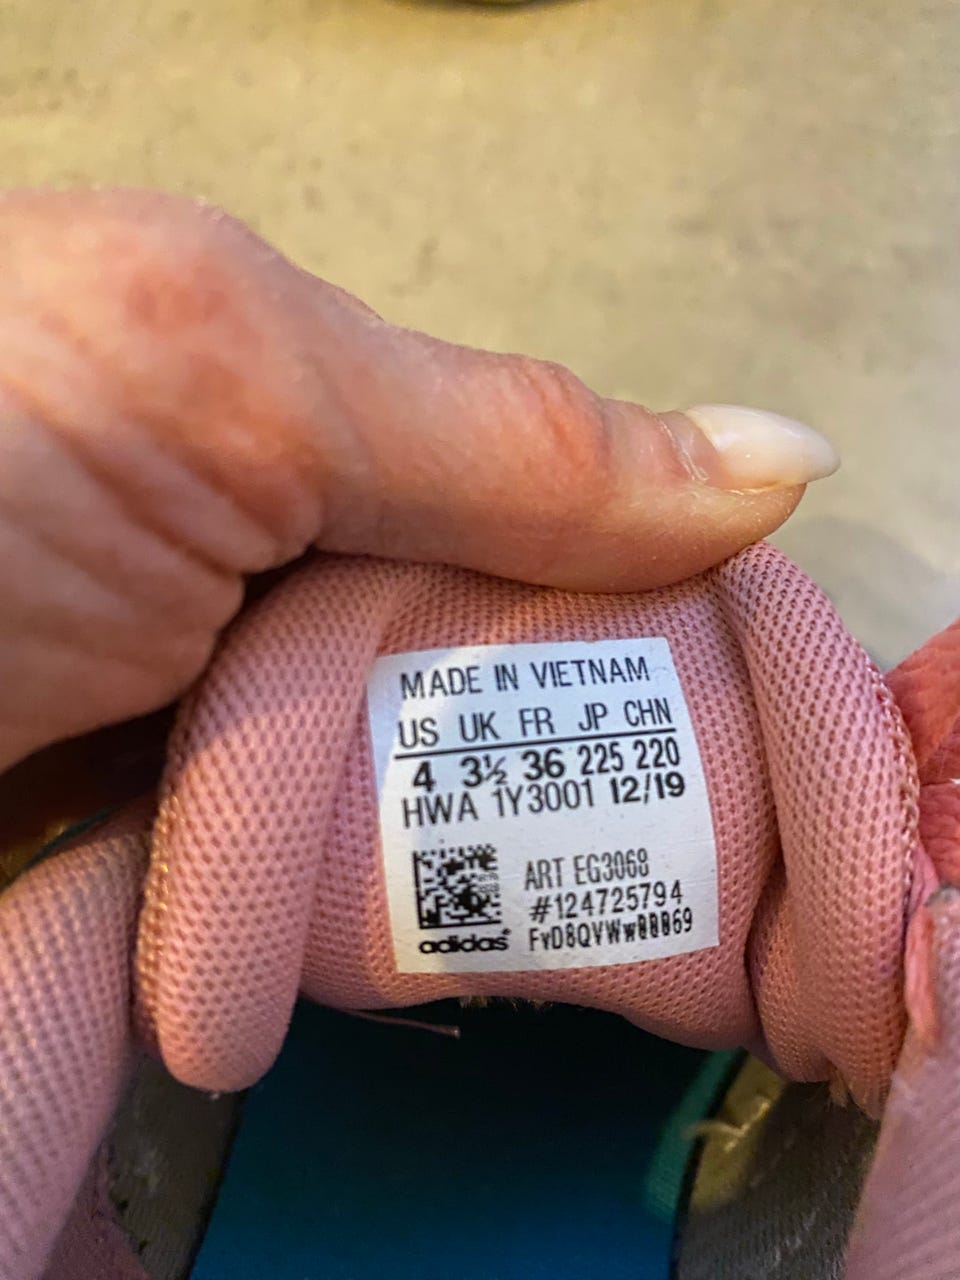 MADE IN VIETNAM
US UK FR JP CHN
4 3½ 36 225 220
HWA 1Y3001 12/19
ART EG3068
#124725794
adidas